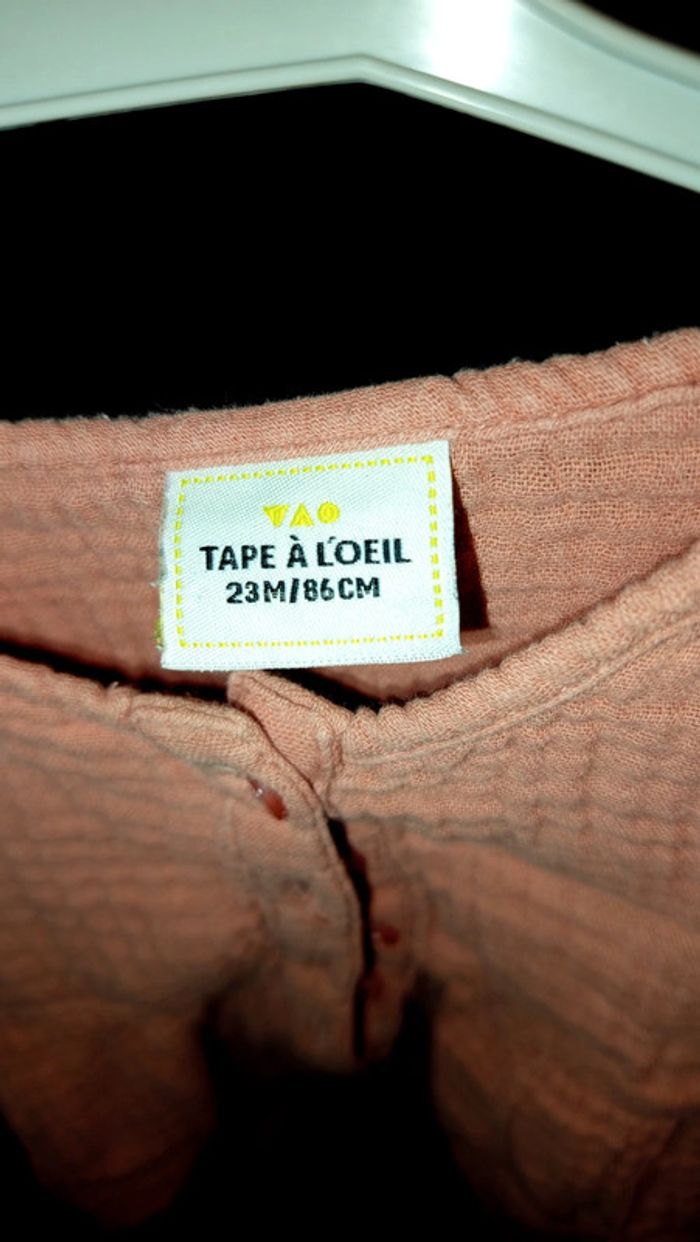 TAO
TAPE À L'OEIL
23M/86CM